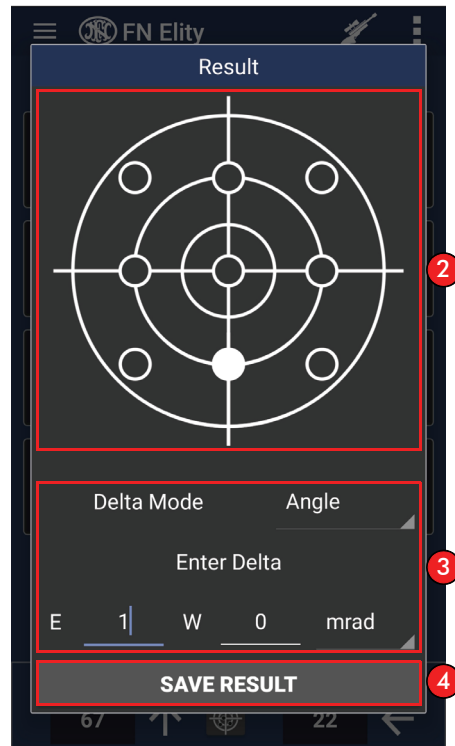 FN Elity
Result
2
Delta Mode Angle
Enter Delta
3
E 1 W 0 mrad
SAVE RESULT
4
67 22